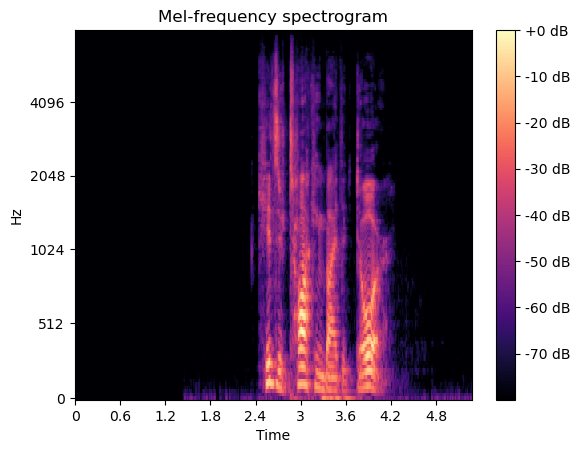 Mel-frequency spectrogram
Hz
4096
2048
1024
512
0
0 0.6 1.2 1.8 2.4 3 3.6 4.2 4.8
Time
+0 dB
-10 dB
-20 dB
-30 dB
-40 dB
-50 dB
-60 dB
-70 dB